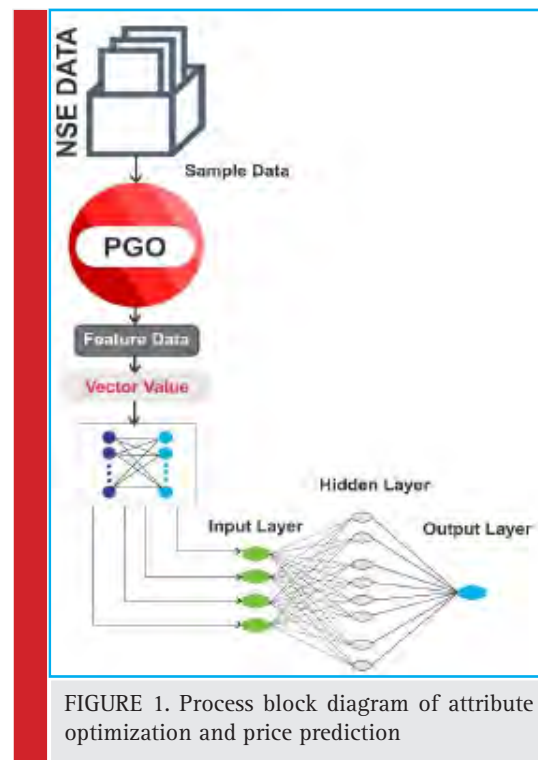 NSE DATA
Sample Data
PGO
Feature Data
Vector Value
Hidden Layer
Input Layer
Output Layer
FIGURE 1. Process block diagram of attribute
optimization and price prediction